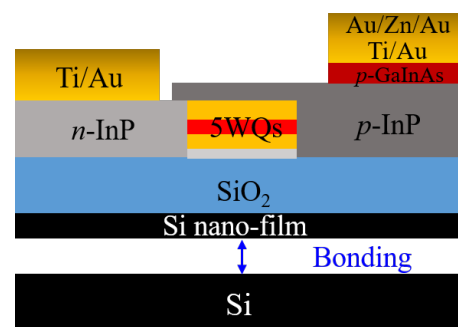 Au/Zn/Au
Ti/Au
p-GaInAs
Ti/Au
n-InP
5WQs
p-InP
SiO₂
Si nano-film
Bonding
Si